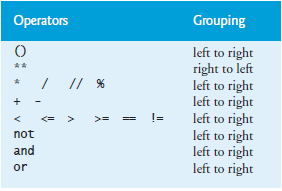 Operators Grouping
() left to right
** right to left
* / // % left to right
+ - left to right
< <= > >= == != left to right
not left to right
and left to right
or left to right